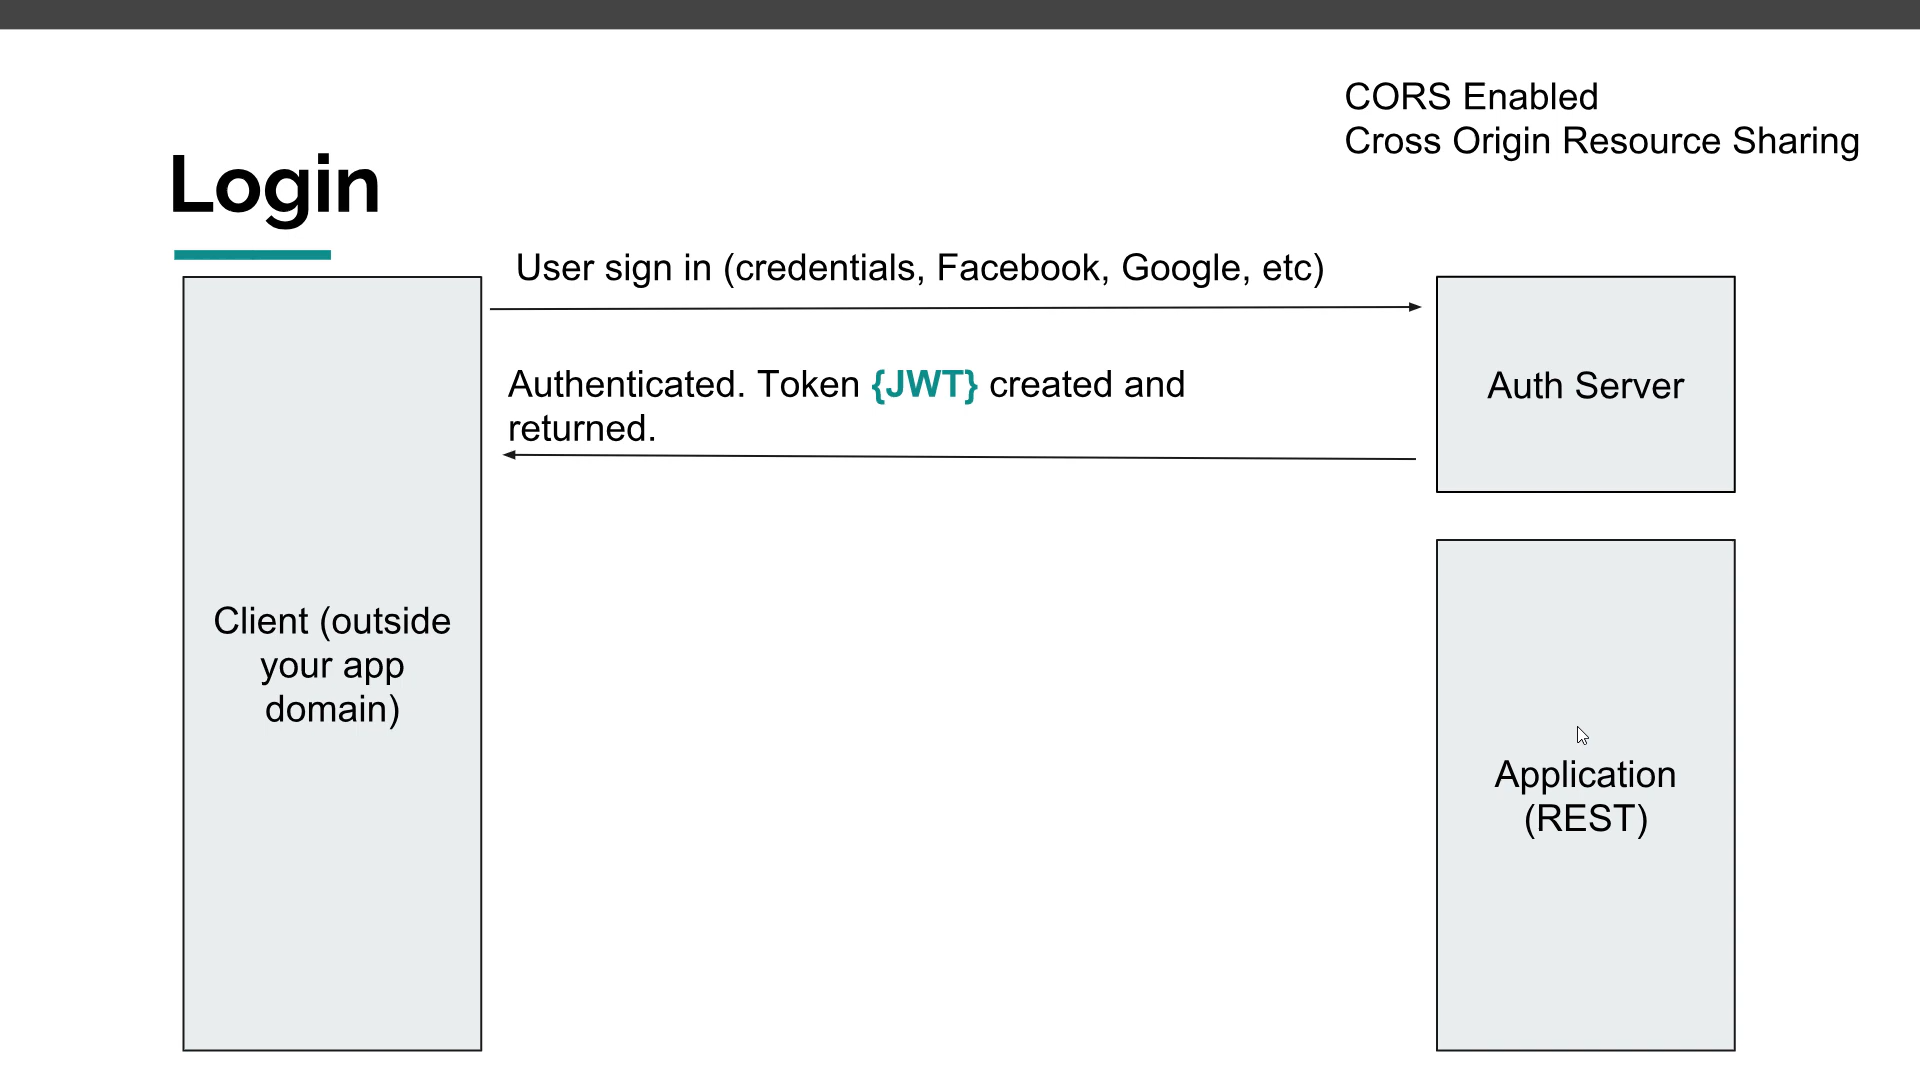 CORS Enabled
Cross Origin Resource Sharing
Login
User sign in (credentials, Facebook, Google, etc)
Authenticated. Token {JWT} created and
returned.
Auth Server
Client (outside
your app
domain)
Application
(REST)